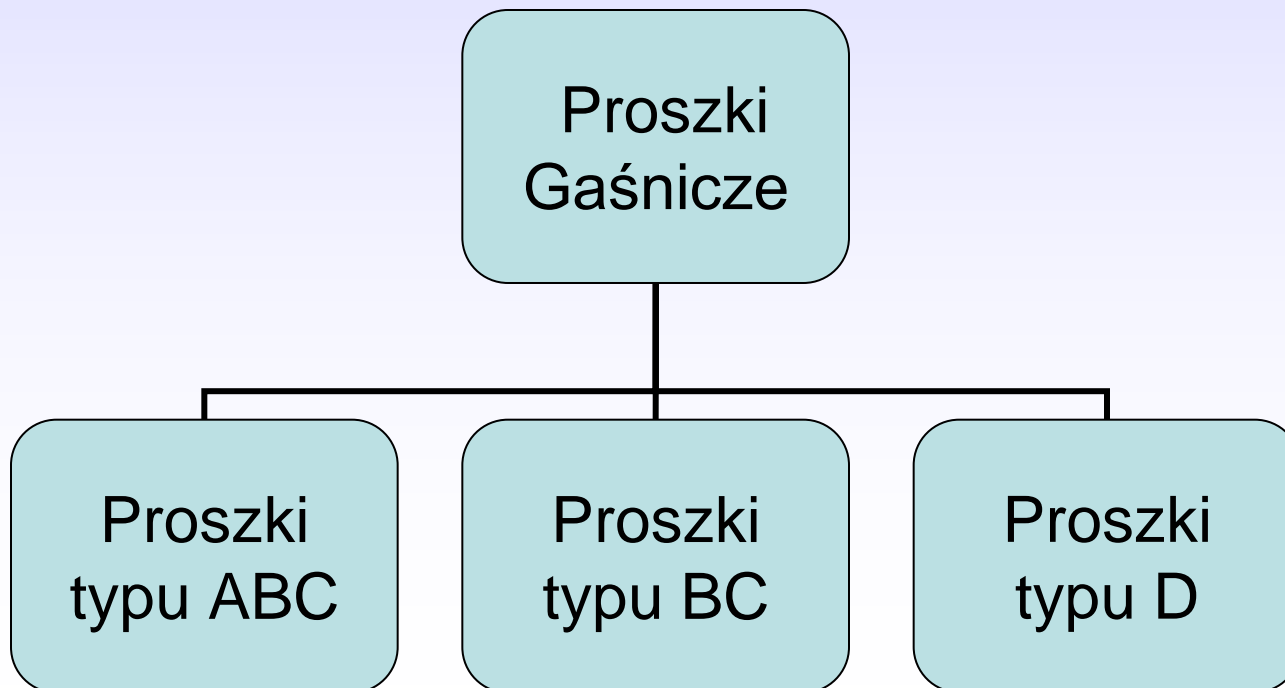 Proszki
Gaśnicze
Proszki
typu ABC
Proszki
typu BC
Proszki
typu D